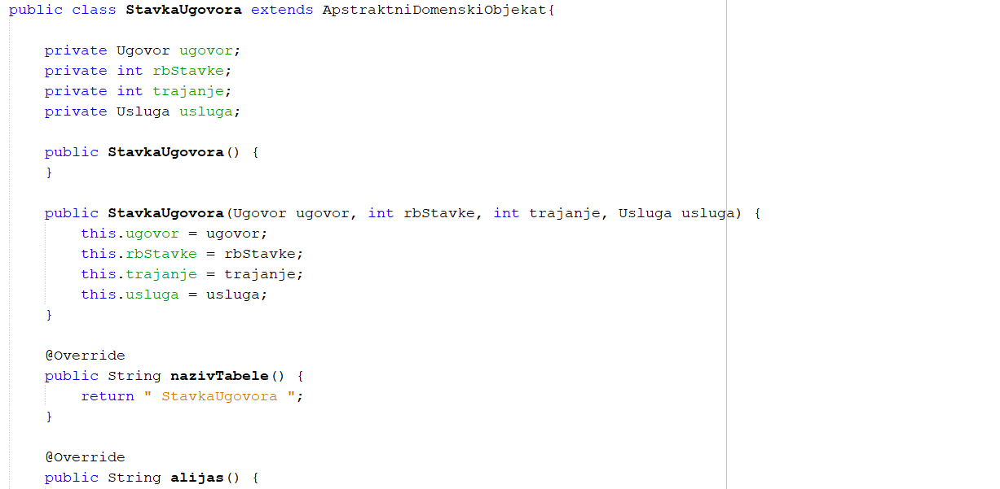 public class StavkaUgovora extends ApstraktniDomenskiObjekat{
private Ugovor ugovor;
private int rbStavke;
private int trajanje;
private Usluga usluga;
public StavkaUgovora() {
}
public StavkaUgovora(Ugovor ugovor, int rbStavke, int trajanje, Usluga usluga) {
this.ugovor = ugovor;
this.rbStavke = rbStavke;
this.trajanje = trajanje;
this.usluga = usluga;
}
@Override
public String nazivTabele() {
return " StavkaUgovora ";
}
@Override
public String alijas() {